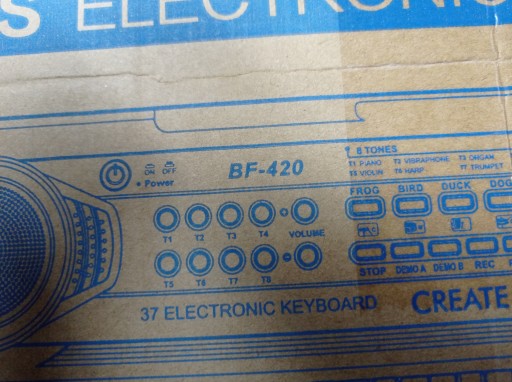 S ELECTRONIC
8 TONES
ON OFF
BF-420
T1 PIANO T2 VIBRAPHONE T3 ORGAN
T5 VIOLIN T6 HARP T7 TRUMPET
Power
FROG BIRD DUCK DOG
T1 T2 T3 T4 VOLUME
STOP DEMO A DEMO B REC
T5 T6 T7 T8
37 ELECTRONIC KEYBOARD CREATE